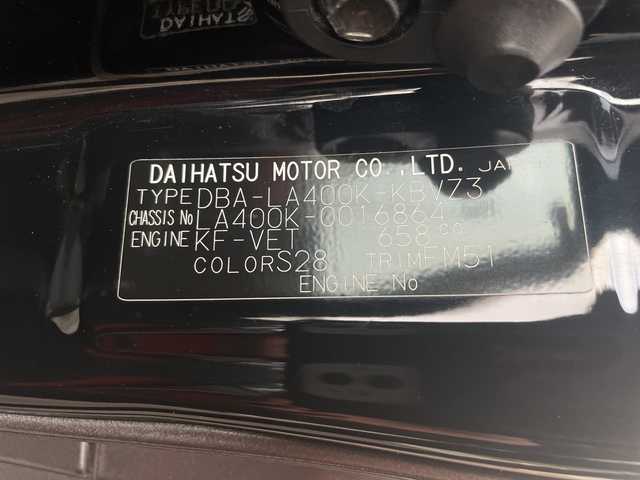 DAIHATSU MOTOR CO.,LTD. JAPAN
TYPE DBA-LA400K-KBVZ3
CHASSIS No LA400K-0016864
ENGINE KF-VET 658 CC
COLOR S28 TRIM FM51
ENGINE No